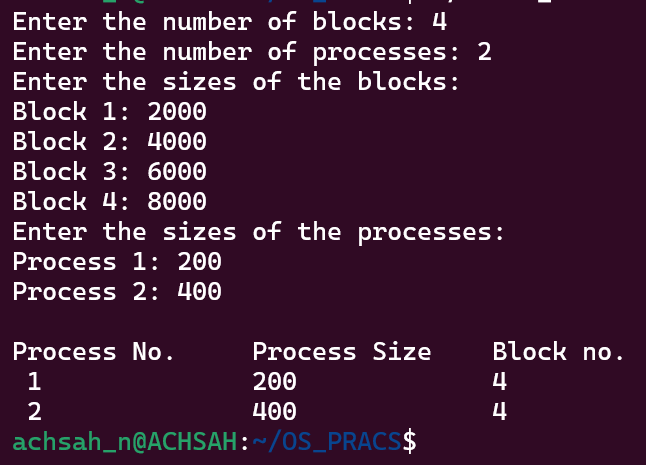 Enter the number of blocks: 4
Enter the number of processes: 2
Enter the sizes of the blocks:
Block 1: 2000
Block 2: 4000
Block 3: 6000
Block 4: 8000
Enter the sizes of the processes:
Process 1: 200
Process 2: 400
Process No. Process Size Block no.
1 200 4
2 400 4
achsah_n@ACHSAH:~/OS_PRACS$